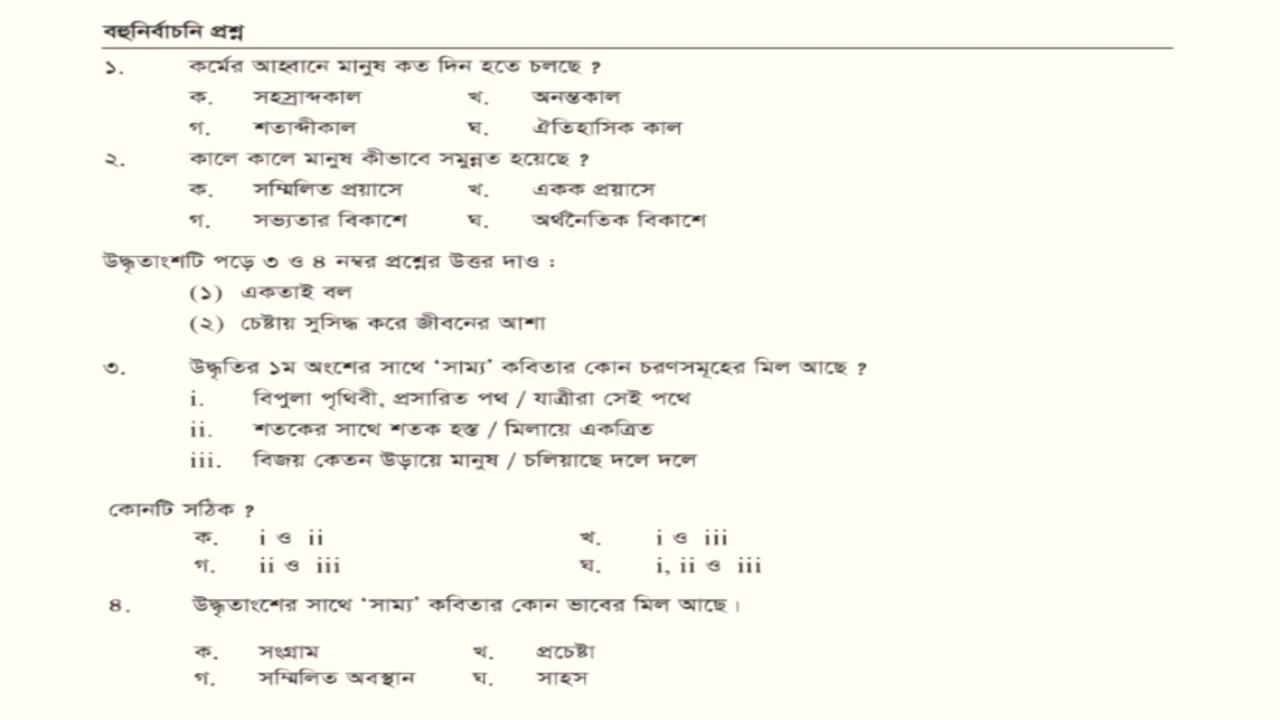 বহুনির্বাচনি প্রশ্ন
১. কর্মের আহ্বানে মানুষ কত দিন হতে চলছে ?
ক. সহস্রাব্দকাল খ. অনন্তকাল
গ. শতাব্দীকাল ঘ. ঐতিহাসিক কাল
২. কালে কালে মানুষ কীভাবে সমুন্নত হয়েছে ?
ক. সম্মিলিত প্রয়াসে খ. একক প্রয়াসে
গ. সভ্যতার বিকাশে ঘ. অর্থনৈতিক বিকাশে
উদ্ধৃতাংশটি পড়ে ৩ ও ৪ নম্বর প্রশ্নের উত্তর দাও :
(১) একতাই বল
(২) চেষ্টায় সুসিদ্ধ করে জীবনের আশা
৩. উদ্ধৃতির ১ম অংশের সাথে ‘সাম্য’ কবিতার কোন চরণসমূহের মিল আছে ?
i. বিপুলা পৃথিবী, প্রসারিত পথ / যাত্রীরা সেই পথে
ii. শতকের সাথে শতক হস্ত / মিলায়ে একত্রিত
iii. বিজয় কেতন উড়ায়ে মানুষ / চলিয়াছে দলে দলে
কোনটি সঠিক ?
ক. i ও ii খ. i ও iii
গ. ii ও iii ঘ. i, ii ও iii
৪. উদ্ধৃতাংশের সাথে ‘সাম্য’ কবিতার কোন ভাবের মিল আছে।
ক. সংগ্রাম খ. প্রচেষ্টা
গ. সম্মিলিত অবস্থান ঘ. সাহস